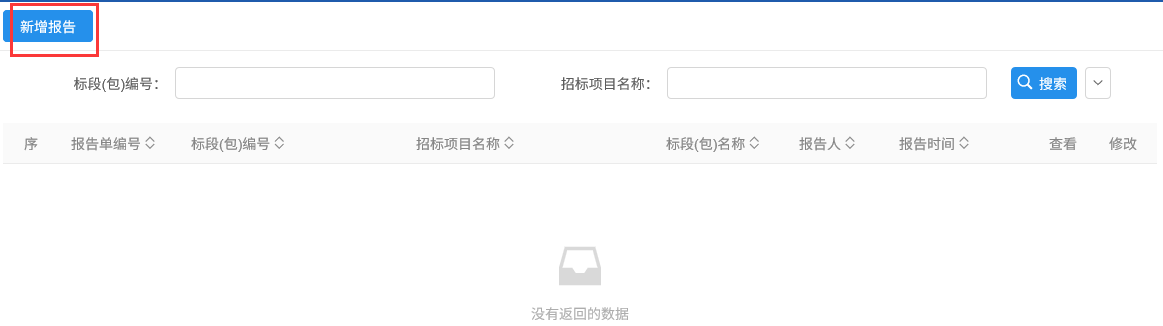 新增报告
标段(包)编号: 招标项目名称: 搜索
序 报告单编号 标段(包)编号 招标项目名称 标段(包)名称 报告人 报告时间 查看 修改
没有返回的数据